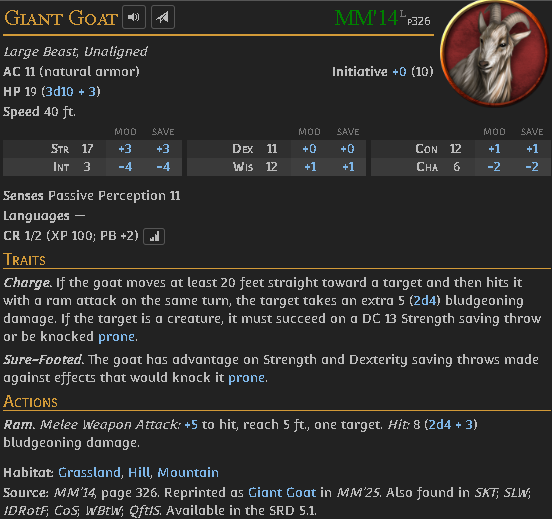 Giant Goat MM'14 L p326
Large Beast, Unaligned
AC 11 (natural armor) Initiative +0 (10)
HP 19 (3d10 + 3)
Speed 40 ft.
MOD SAVE MOD SAVE MOD SAVE
Str 17 +3 +3 Dex 11 +0 +0 Con 12 +1 +1
Int 3 –4 –4 Wis 12 +1 +1 Cha 6 –2 –2
Senses Passive Perception 11
Languages —
CR 1/2 (XP 100; PB +2)
Traits
Charge. If the goat moves at least 20 feet straight toward a target and then hits it
with a ram attack on the same turn, the target takes an extra 5 (2d4) bludgeoning
damage. If the target is a creature, it must succeed on a DC 13 Strength saving throw
or be knocked prone.
Sure-Footed. The goat has advantage on Strength and Dexterity saving throws made
against effects that would knock it prone.
Actions
Ram. Melee Weapon Attack: +5 to hit, reach 5 ft., one target. Hit: 8 (2d4 + 3)
bludgeoning damage.
Habitat: Grassland, Hill, Mountain
Source: MM'14, page 326. Reprinted as Giant Goat in MM'25. Also found in SKT; SLW;
IDRotF; CoS; WBtW; QftIS. Available in the SRD 5.1.